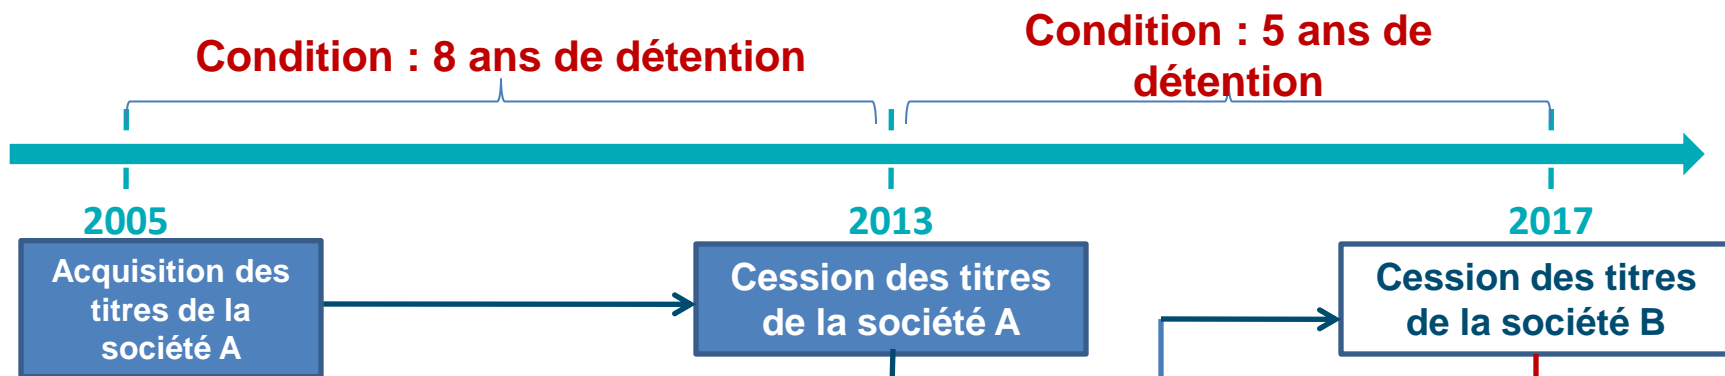 Condition : 8 ans de détention
Condition : 5 ans de
détention
2005
2013
2017
Acquisition des
titres de la
société A
Cession des titres
de la société A
Cession des titres
de la société B